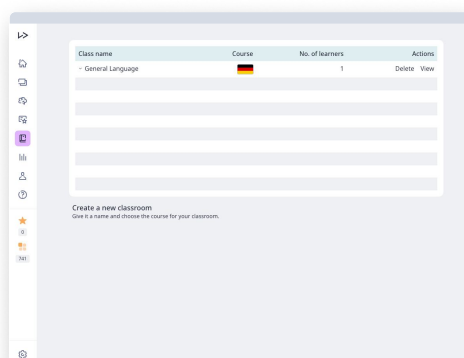 Class name Course No. of learners Actions
General Language 1 Delete View
Create a new classroom
Give it a name and choose the course for your classroom.
0
741